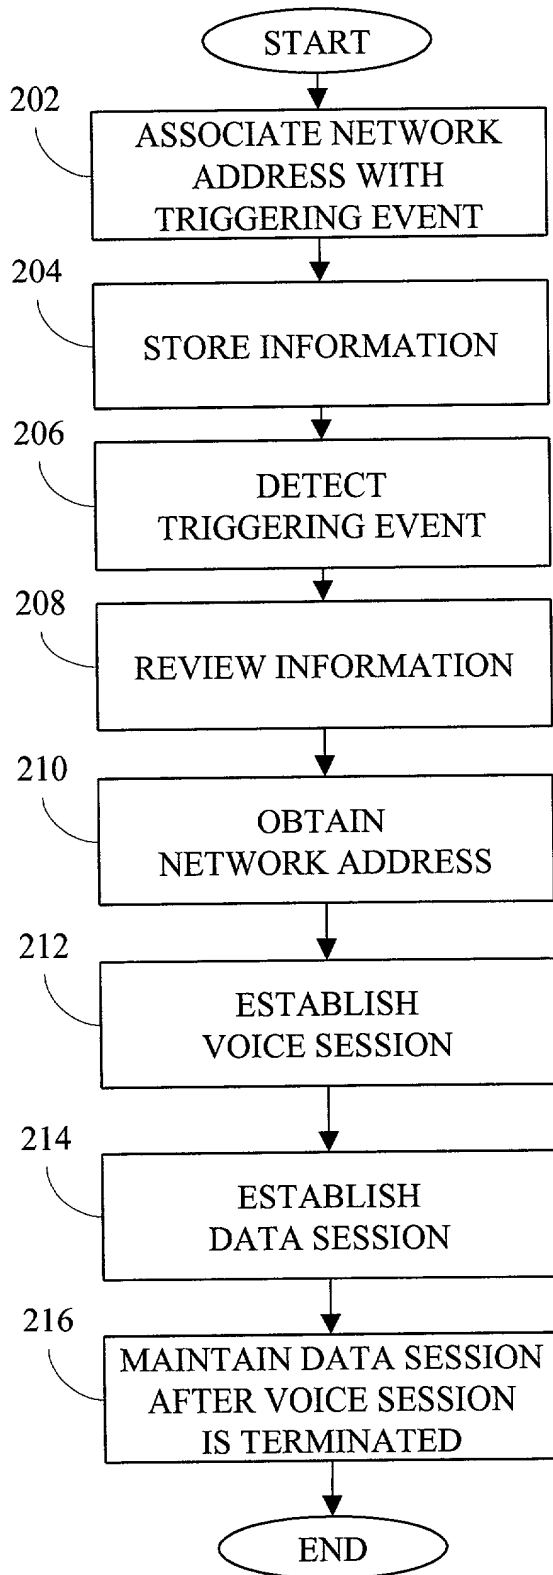 START
202
ASSOCIATE NETWORK
ADDRESS WITH
TRIGGERING EVENT
204
STORE INFORMATION
206
DETECT
TRIGGERING EVENT
208
REVIEW INFORMATION
210
OBTAIN
NETWORK ADDRESS
212
ESTABLISH
VOICE SESSION
214
ESTABLISH
DATA SESSION
216
MAINTAIN DATA SESSION
AFTER VOICE SESSION
IS TERMINATED
END